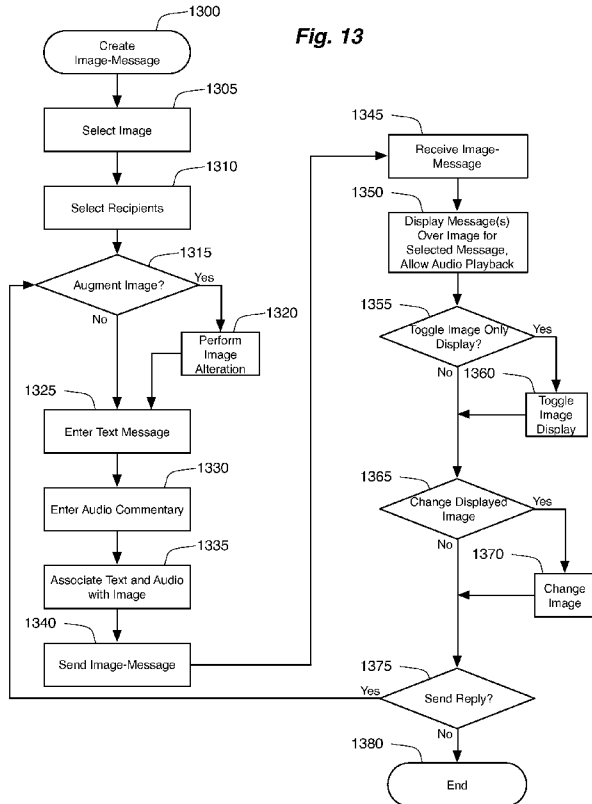 Fig. 13
1300
Create
Image-Message
1305
Select Image
1310
Select Recipients
1315
Augment Image?
Yes
No
1320
Perform
Image
Alteration
1325
Enter Text Message
1330
Enter Audio Commentary
1335
Associate Text and Audio
with Image
1340
Send Image-Message
1345
Receive Image-
Message
1350
Display Message(s)
Over Image for
Selected Message,
Allow Audio Playback
1355
Toggle Image Only
Display?
Yes
No
1360
Toggle
Image
Display
1365
Change Displayed
Image
Yes
No
1370
Change
Image
1375
Send Reply?
Yes
No
1380
End